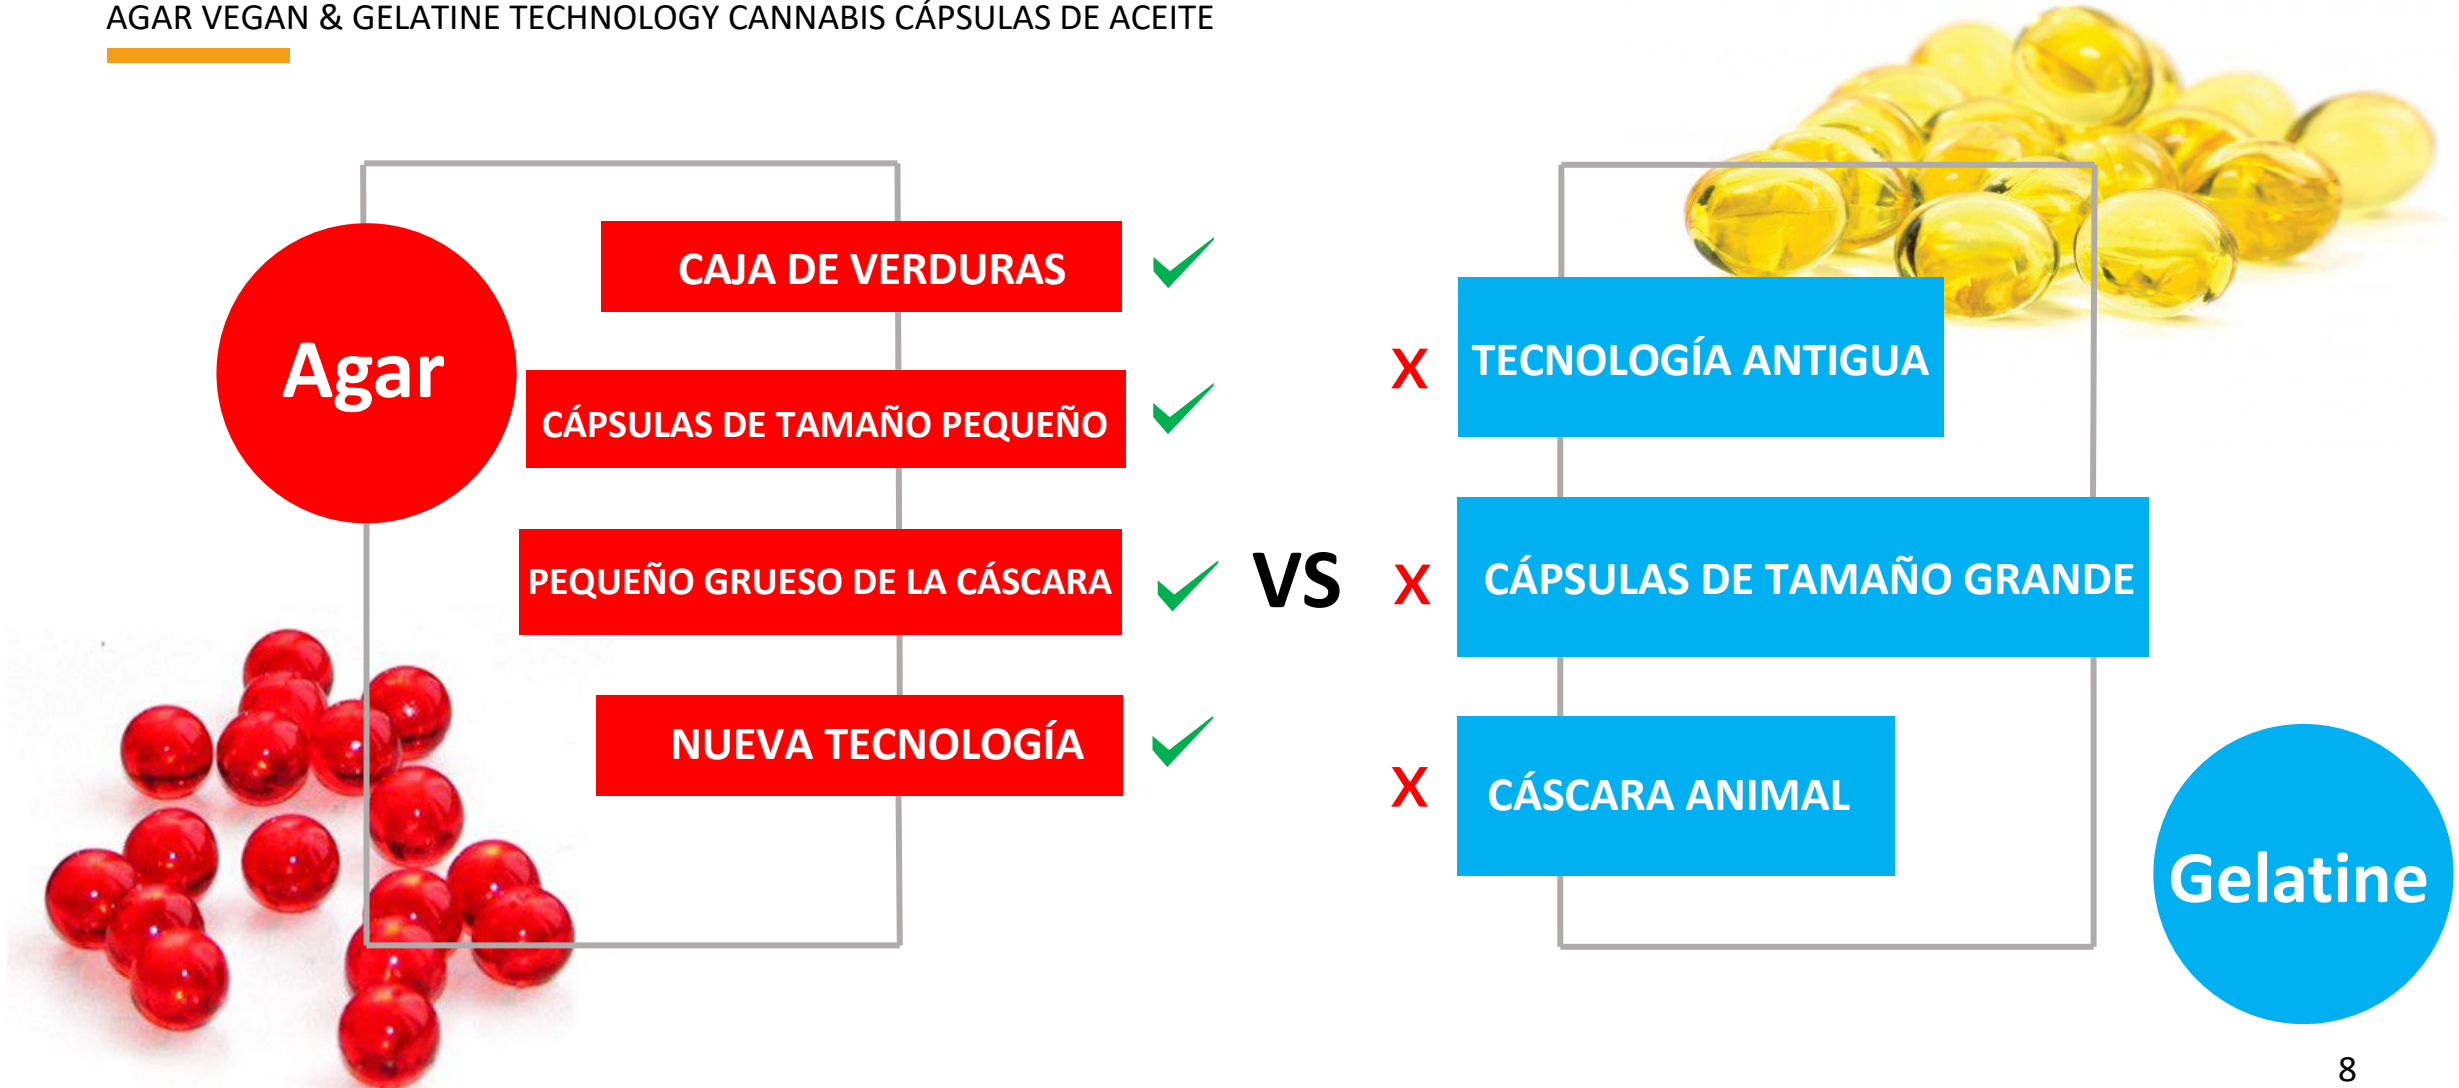 AGAR VEGAN & GELATINE TECHNOLOGY CANNABIS CÁPSULAS DE ACEITE
Agar
CAJA DE VERDURAS
CÁPSULAS DE TAMAÑO PEQUEÑO
PEQUEÑO GRUESO DE LA CÁSCARA
NUEVA TECNOLOGÍA
VS
X TECNOLOGÍA ANTIGUA
X CÁPSULAS DE TAMAÑO GRANDE
X CÁSCARA ANIMAL
Gelatine
8